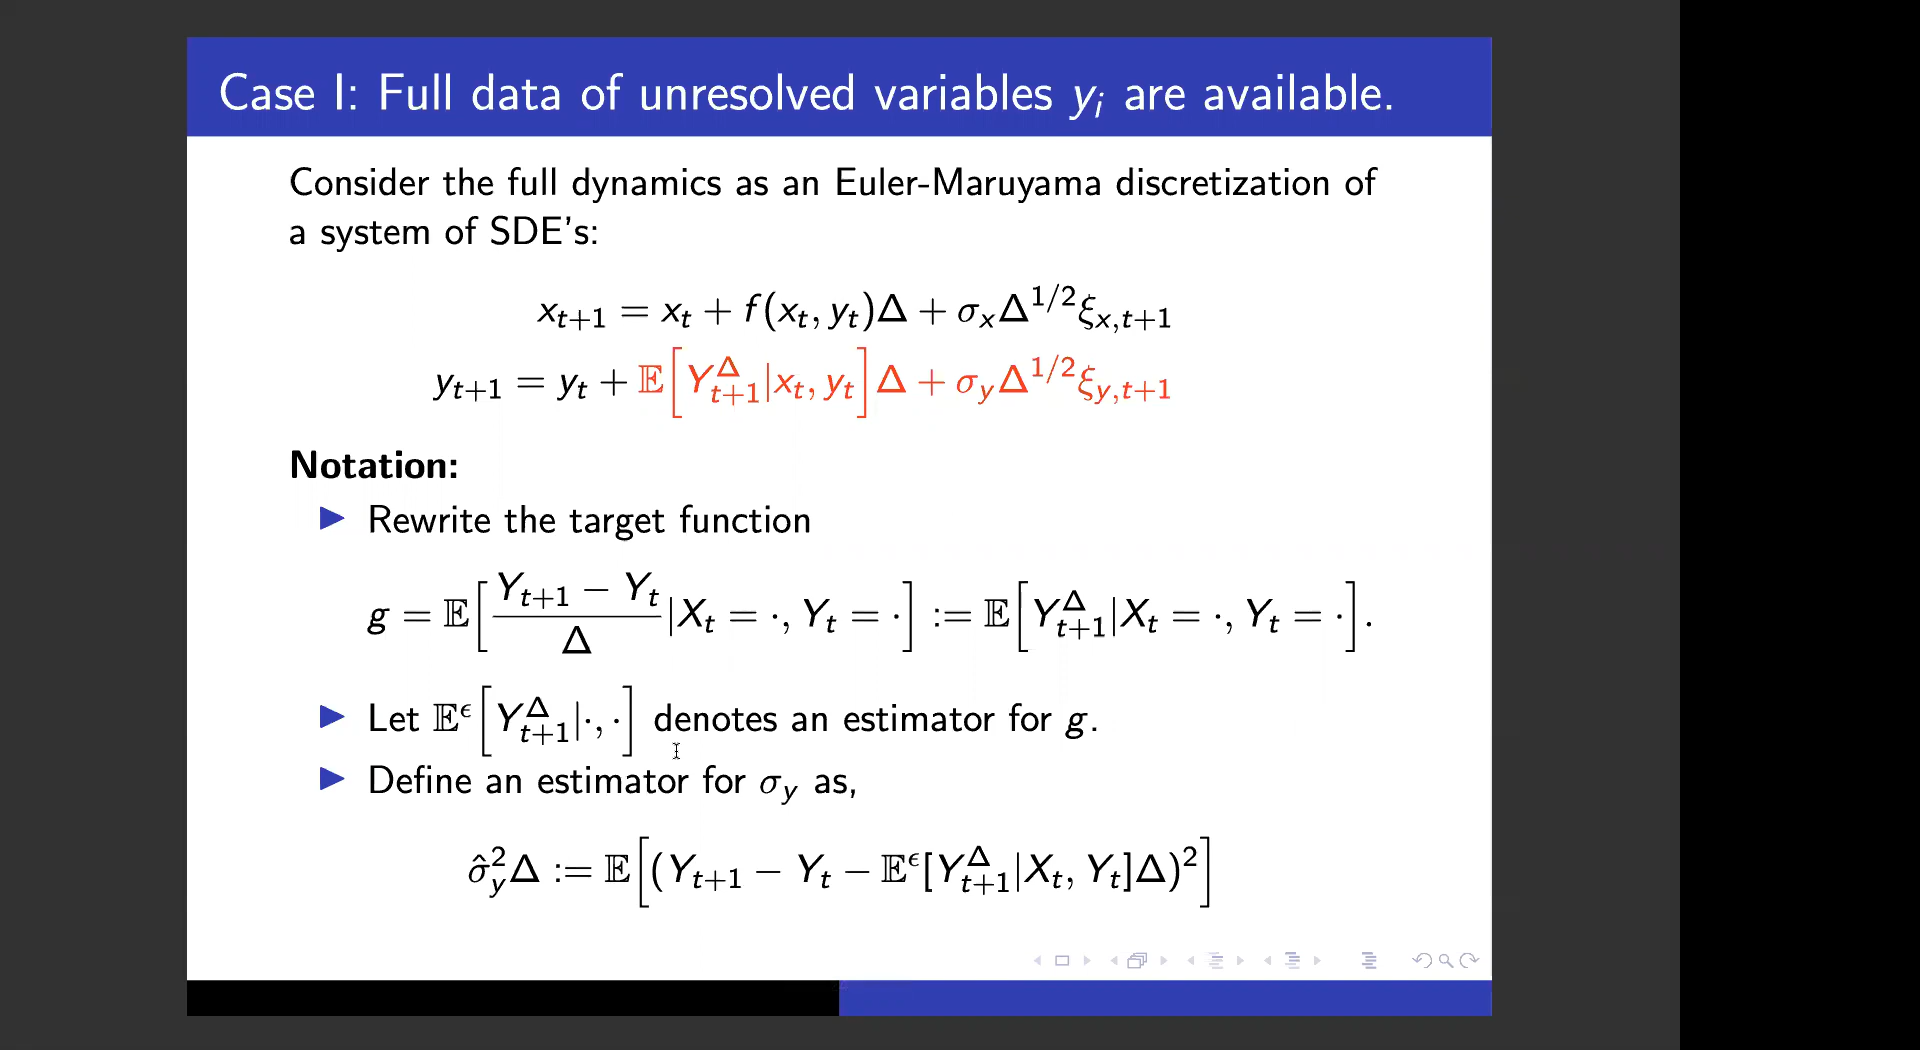 Case I: Full data of unresolved variables y_i are available.
Consider the full dynamics as an Euler-Maruyama discretization of
a system of SDE's:
x_{t+1} = x_t + f(x_t, y_t)Δ + σ_xΔ^{1/2}ξ_{x,t+1}
y_{t+1} = y_t + 𝔼[Y^Δ_{t+1}|x_t, y_t]Δ + σ_yΔ^{1/2}ξ_{y,t+1}
Notation:
▶ Rewrite the target function
g = 𝔼[\frac{Y_{t+1} − Y_t}{Δ}|X_t = ·, Y_t = ·] := 𝔼[Y^Δ_{t+1}|X_t = ·, Y_t = ·].
▶ Let 𝔼^ϵ[Y^Δ_{t+1}|·, ·] denotes an estimator for g.
▶ Define an estimator for σ_y as,
σ̂²_yΔ := 𝔼[(Y_{t+1} − Y_t − 𝔼^ϵ[Y^Δ_{t+1}|X_t, Y_t]Δ)²]